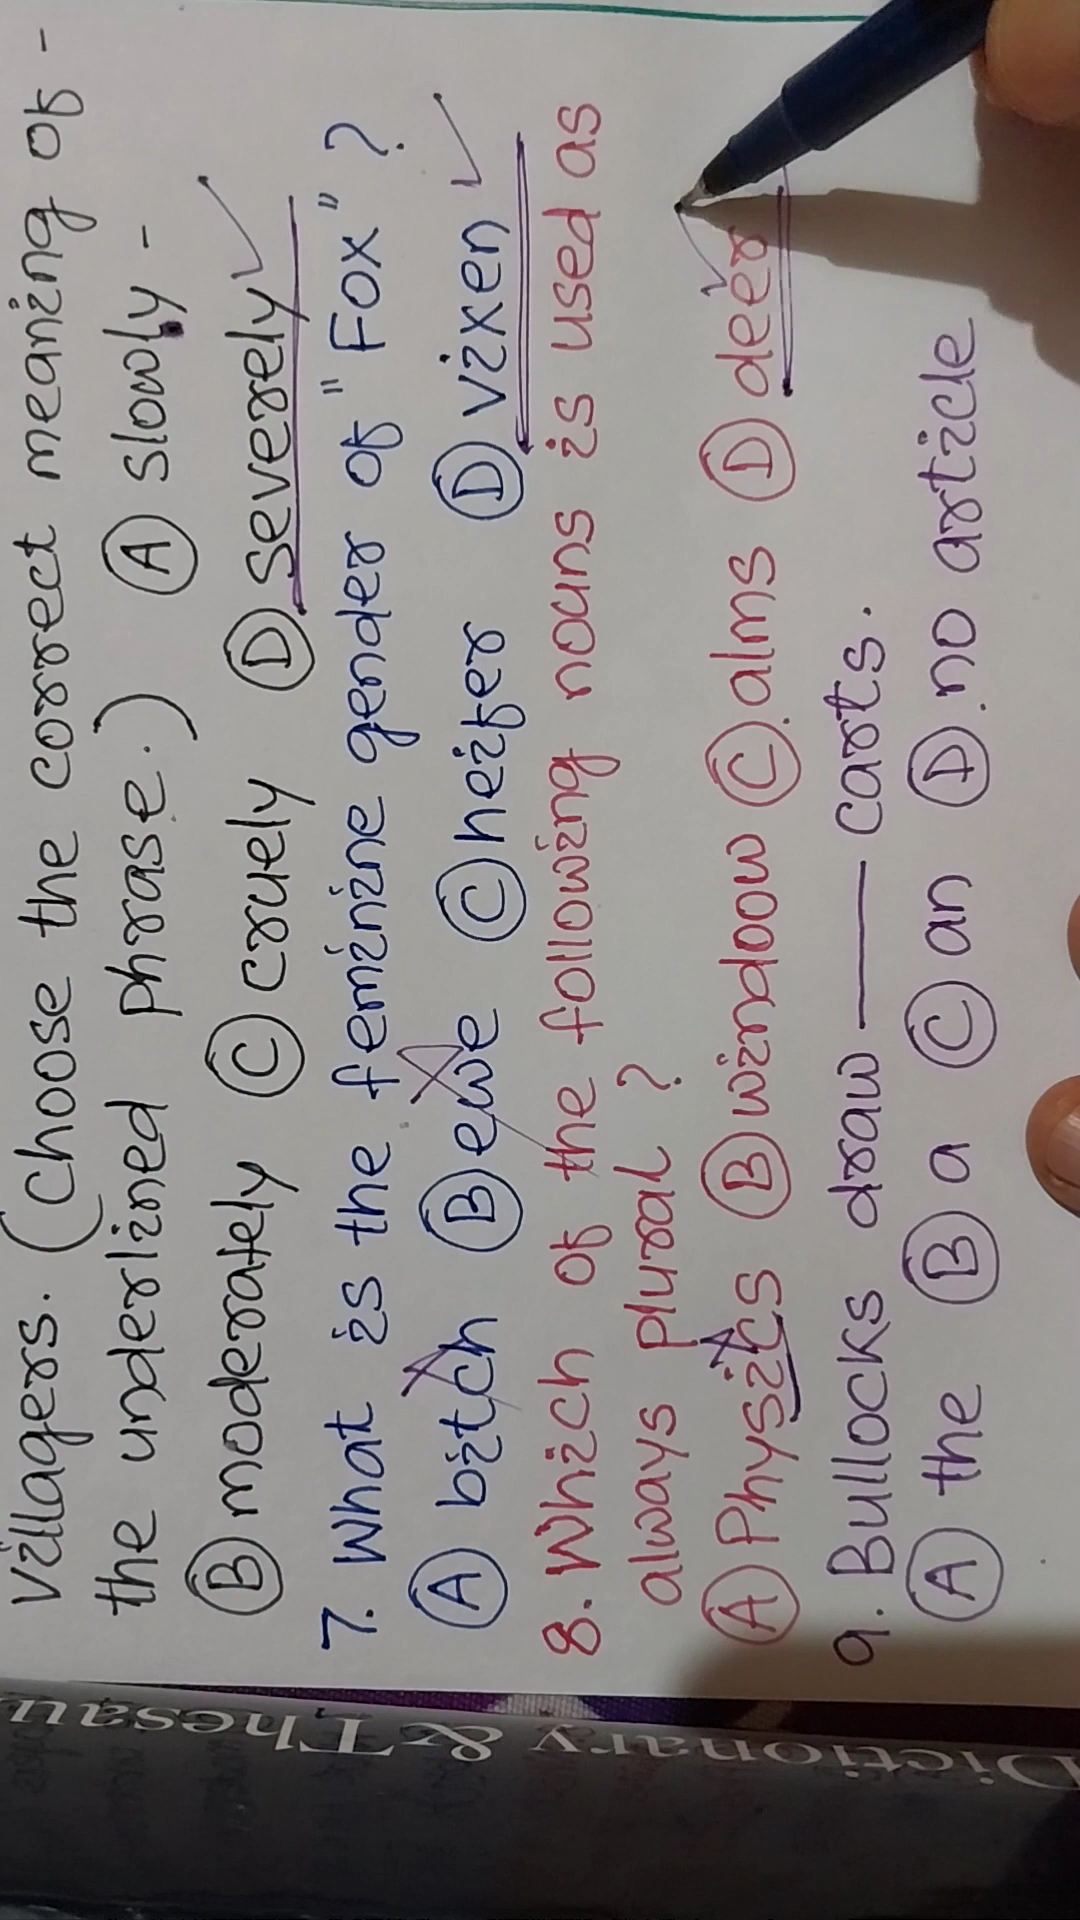 villagers. (choose the correct meaning of -
the underlined phrase.) A slowly -
B moderately C cruely D severely
7. What is the feminine gender of "Fox" ?
A bitch B ewe C heifer D vixen
8. Which of the following nouns is used as
always plural ?
A Physics B windoow C alms D deer
9. Bullocks draw — carts.
A the B a C an D no article
Dictionary & Thesau